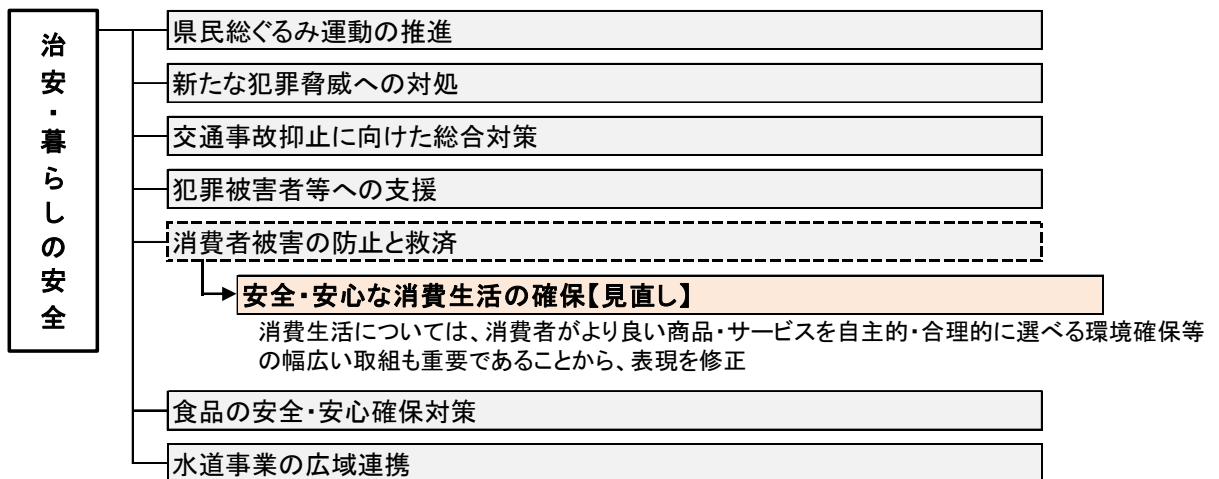 治安・暮らしの安全
県民総ぐるみ運動の推進
新たな犯罪脅威への対処
交通事故抑止に向けた総合対策
犯罪被害者等への支援
消費者被害の防止と救済
安全・安心な消費生活の確保【見直し】
消費生活については、消費者がより良い商品・サービスを自主的・合理的に選べる環境確保等
の幅広い取組も重要であることから、表現を修正
食品の安全・安心確保対策
水道事業の広域連携